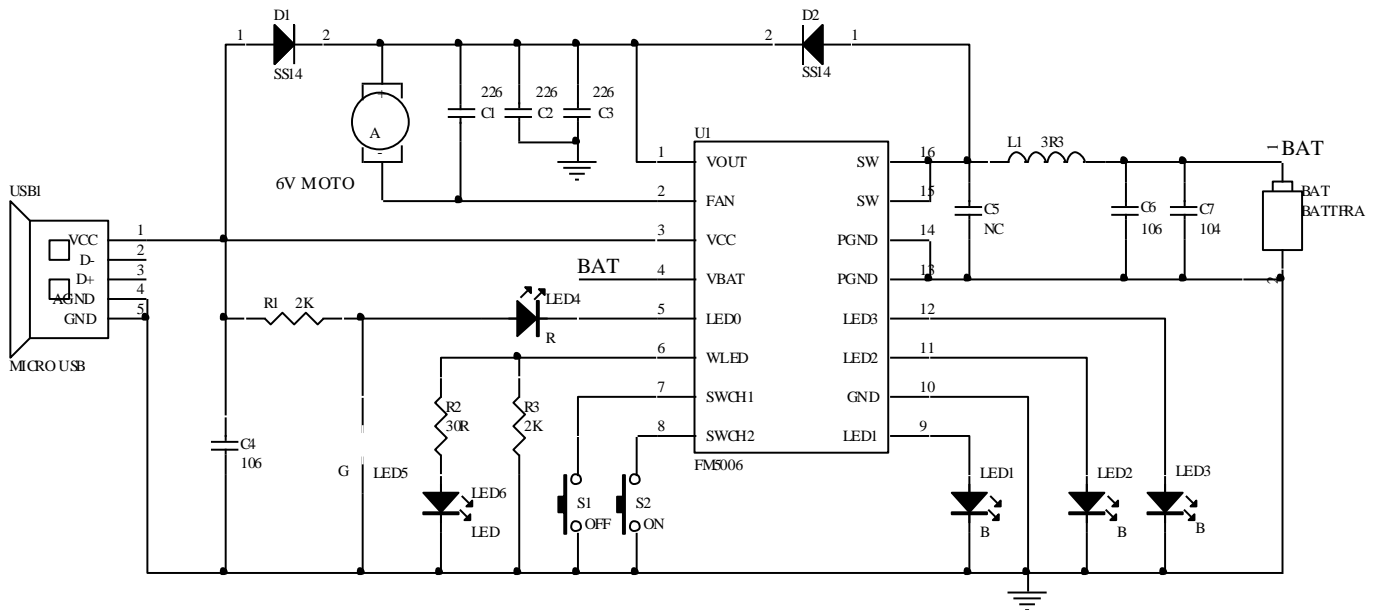 D1
1
2
SS14
D2
2
1
SS14
226
C1
226
C2
226
C3
+
A
-
6V MOTO
USB1
VCC
D-
D+
AGND
GND
1
2
3
4
5
MICRO USB
U1
1 VOUT SW 16
2 FAN SW 15
3 VCC PGND 14
BAT
4 VBAT PGND 13
5 LED0 LED3 12
6 WLED LED2 11
7 SWCH1 GND 10
8 SWCH2 LED1 9
FM5006
L1 3R3
1 BAT
BAT
BATTRA
2
C5
NC
C6
106
C7
104
R1 2K
LED4
R
R2
30R
R3
2K
C4
106
G LED5
LED6
LED
S1
OFF
S2
ON
LED1
B
LED2
B
LED3
B